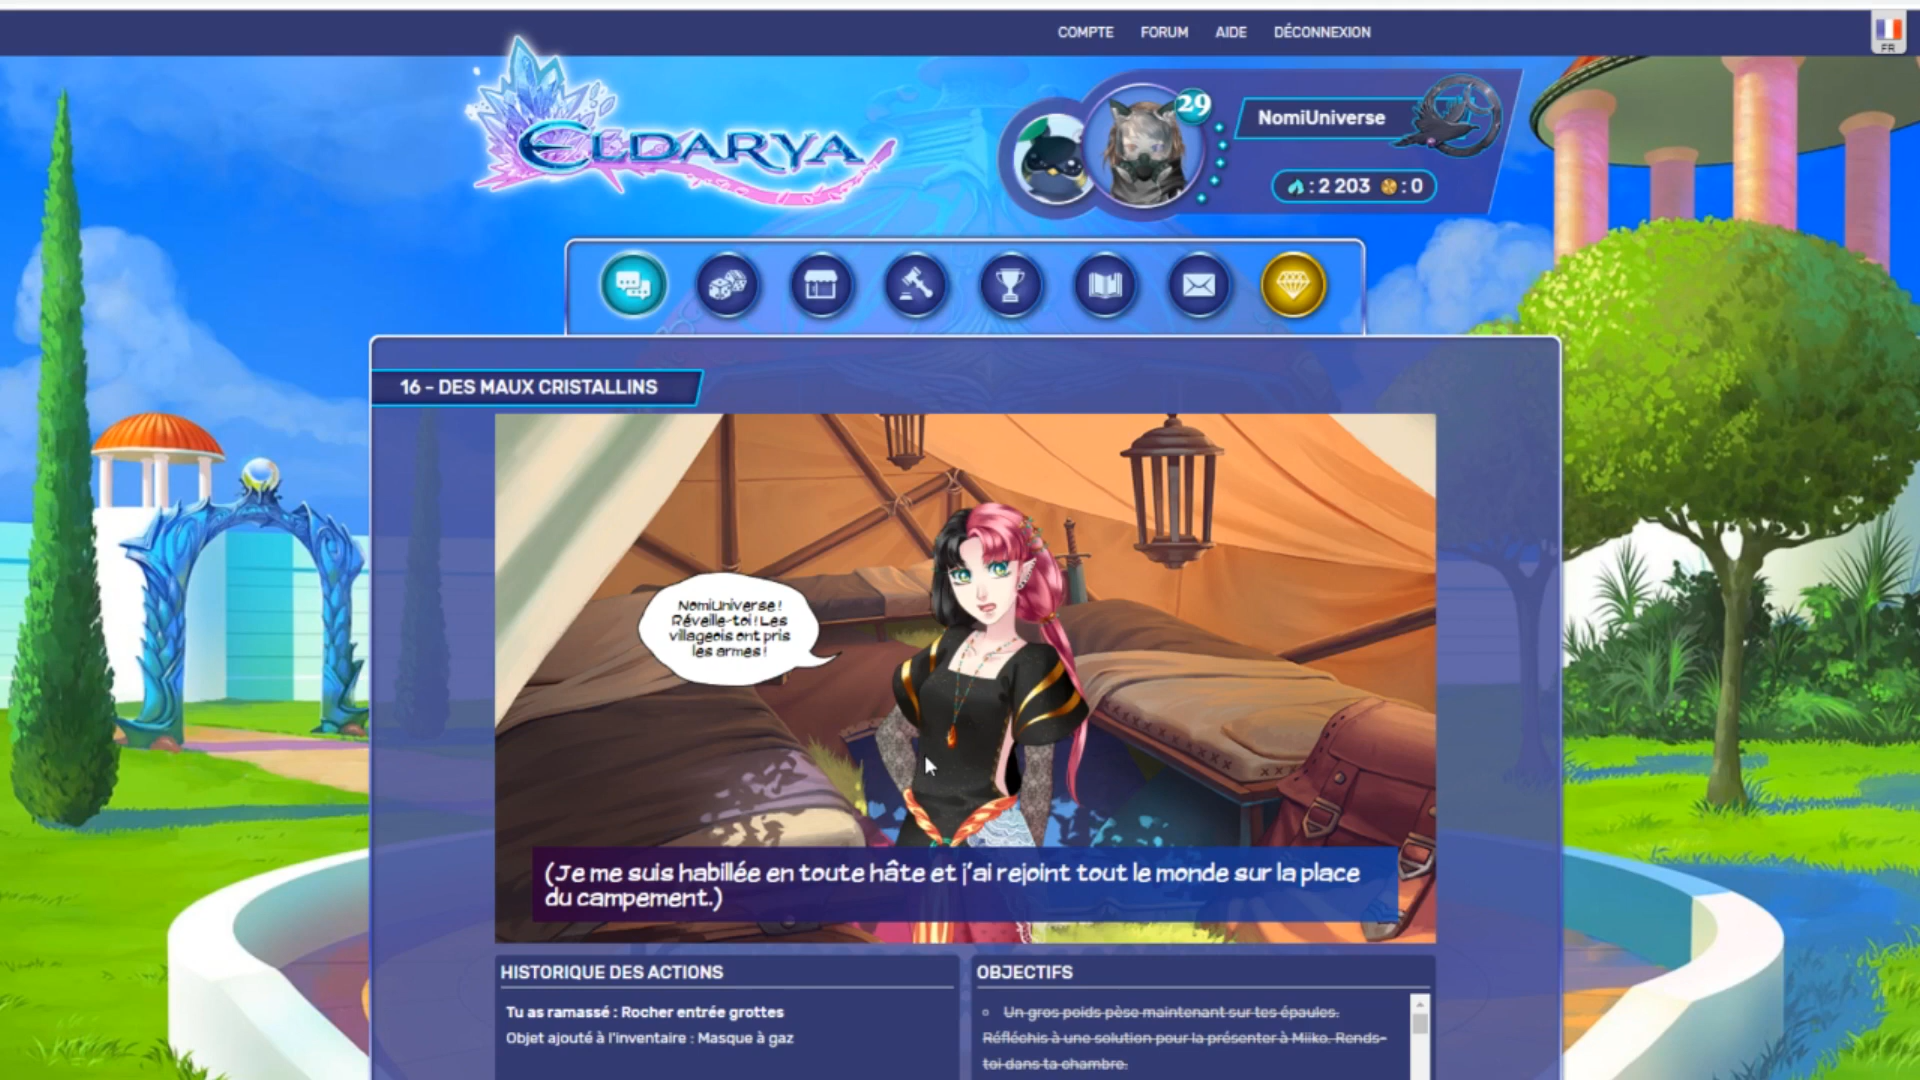 COMPTE FORUM AIDE DÉCONNEXION
FR
ELDARYA
29
NomiUniverse
: 2 203 : 0
16 - DES MAUX CRISTALLINS
NomiUniverse !
Réveille-toi ! Les
villageois ont pris
les armes !
(Je me suis habillée en toute hâte et j'ai rejoint tout le monde sur la place
du campement.)
HISTORIQUE DES ACTIONS
Tu as ramassé : Rocher entrée grottes
Objet ajouté à l'inventaire : Masque à gaz
OBJECTIFS
Un gros poids pèse maintenant sur tes épaules.
Réfléchis à une solution pour la présenter à Miiko. Rends-
toi dans ta chambre.